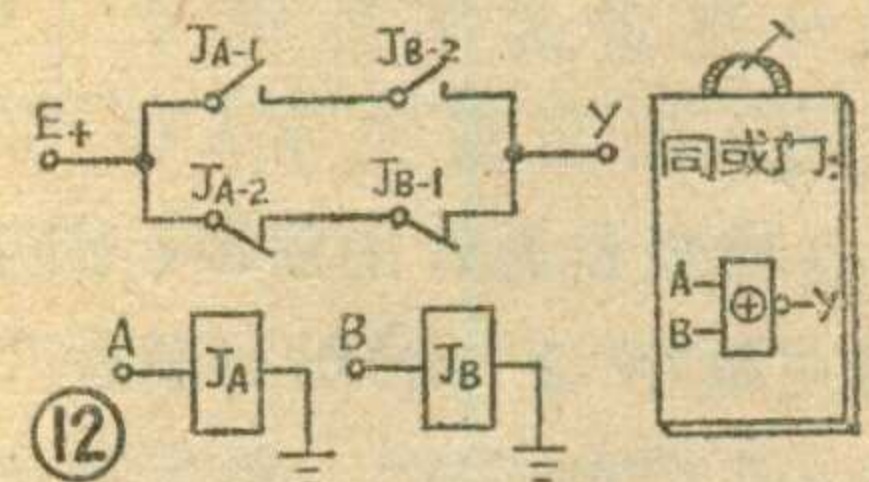 JA-1 JB-2
E+ Y
JA-2 JB-1
A JA B JB
12
同或门:
A
⊕ Y
B